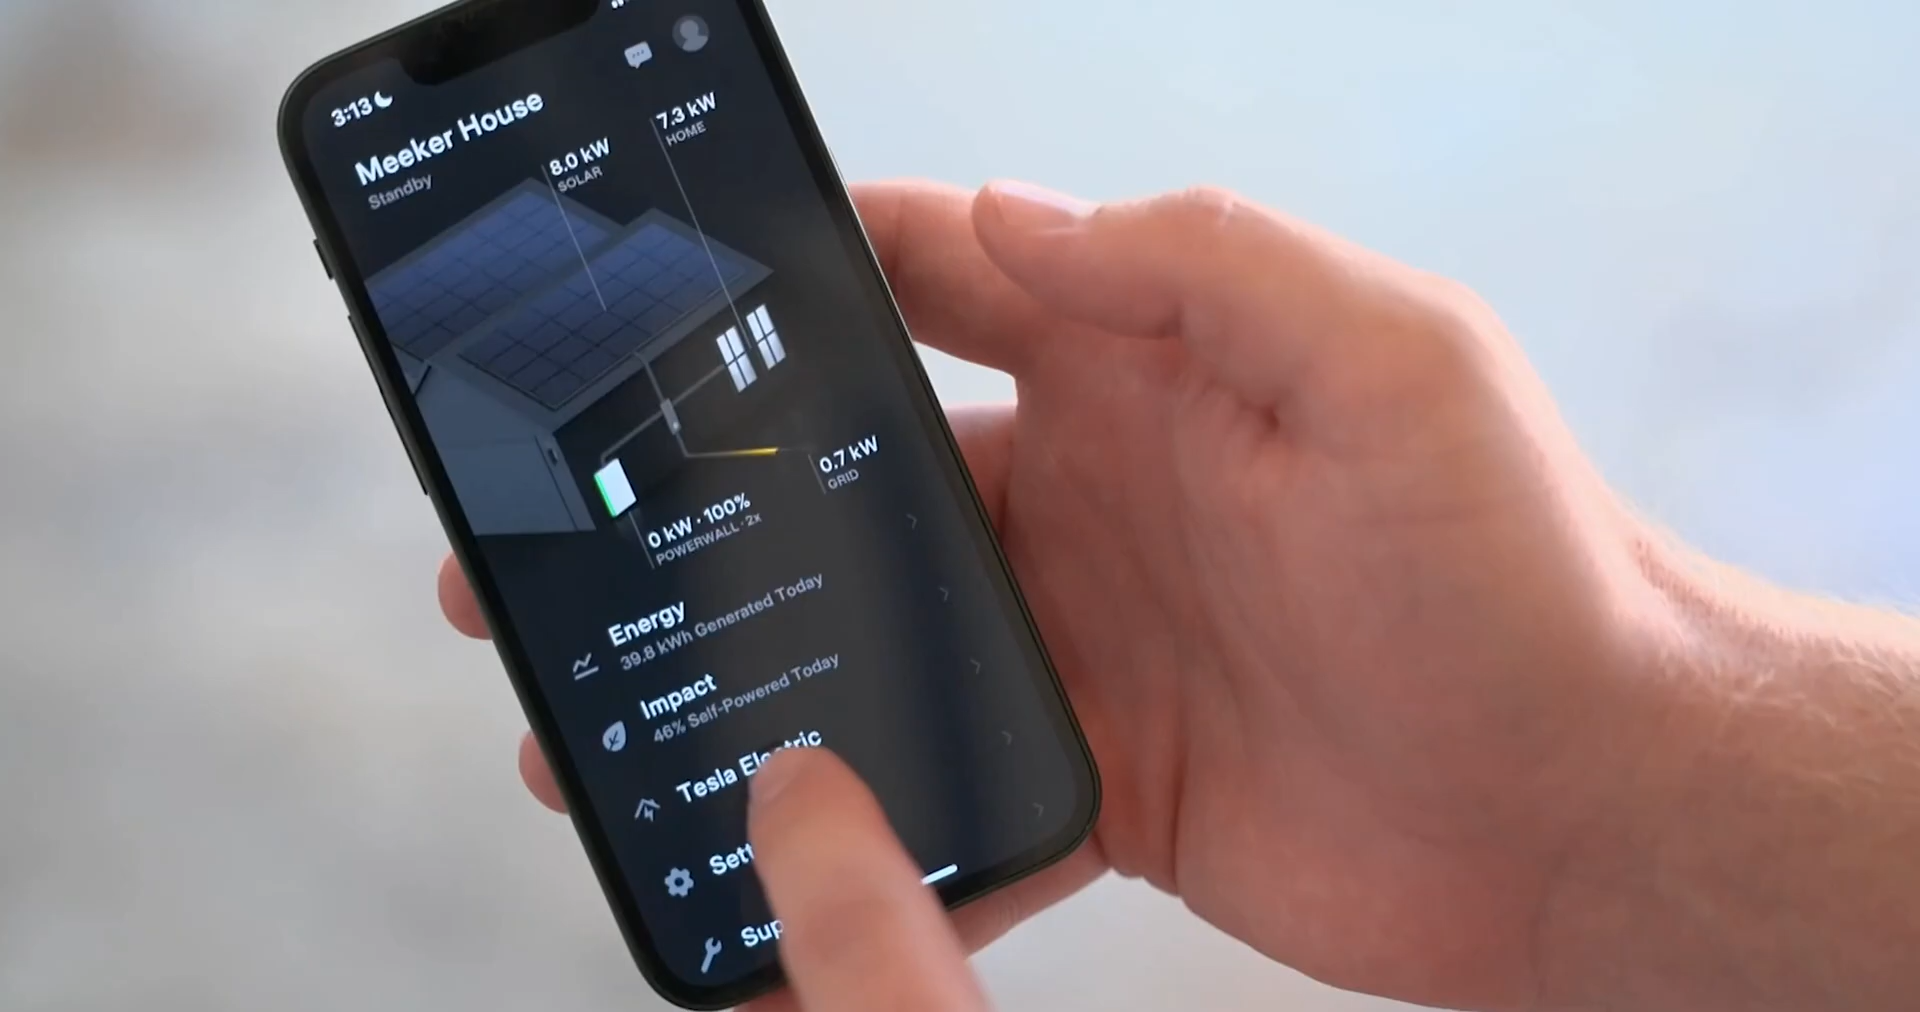 3:13
Meeker House
Standby
8.0 kW
SOLAR
7.3 kW
HOME
0.7 kW
GRID
0 kW · 100%
POWERWALL · 2x
Energy
39.8 kWh Generated Today
Impact
46% Self-Powered Today
Tesla Electric
Sett
Sup